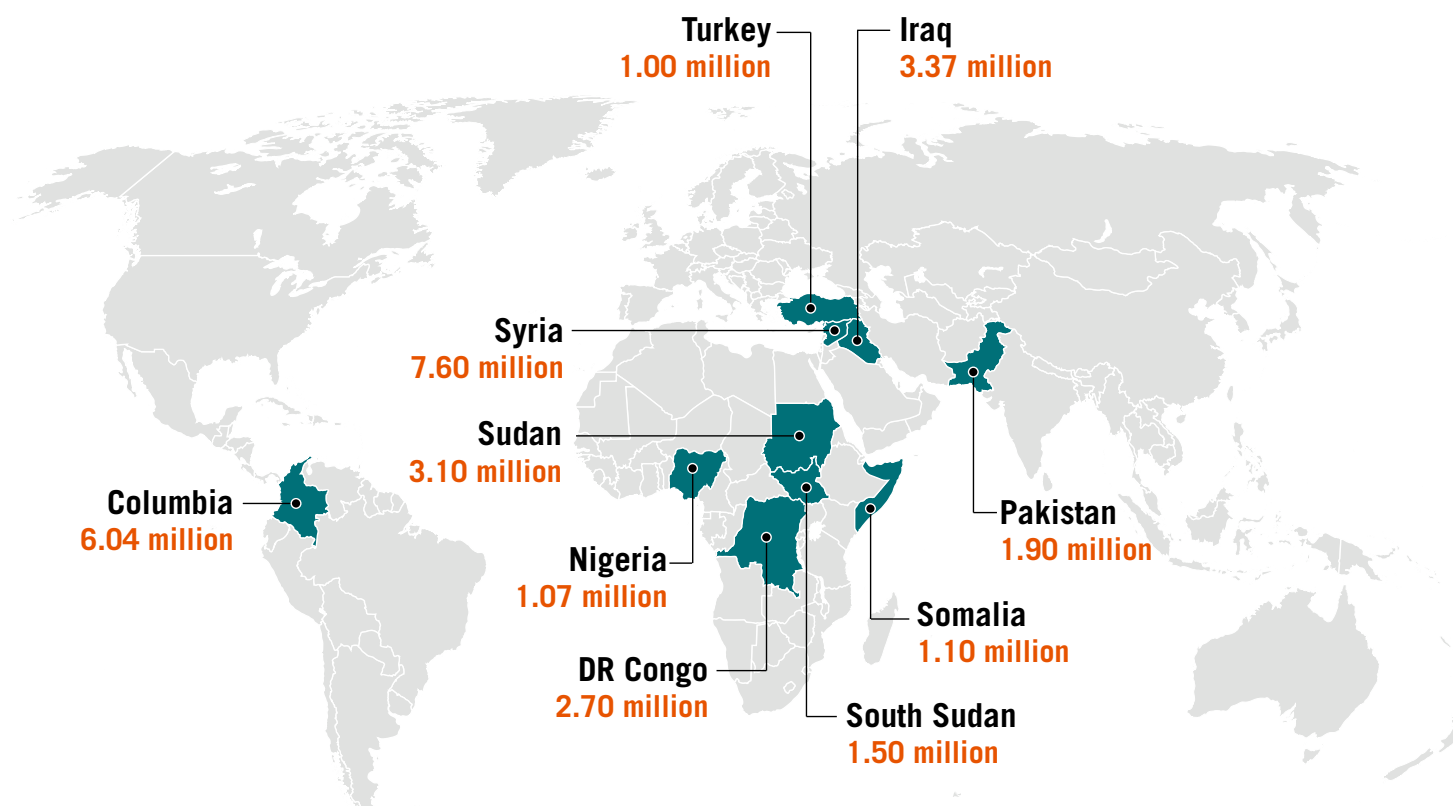 Turkey
1.00 million
Iraq
3.37 million
Syria
7.60 million
Sudan
3.10 million
Columbia
6.04 million
Nigeria
1.07 million
Pakistan
1.90 million
Somalia
1.10 million
DR Congo
2.70 million
South Sudan
1.50 million